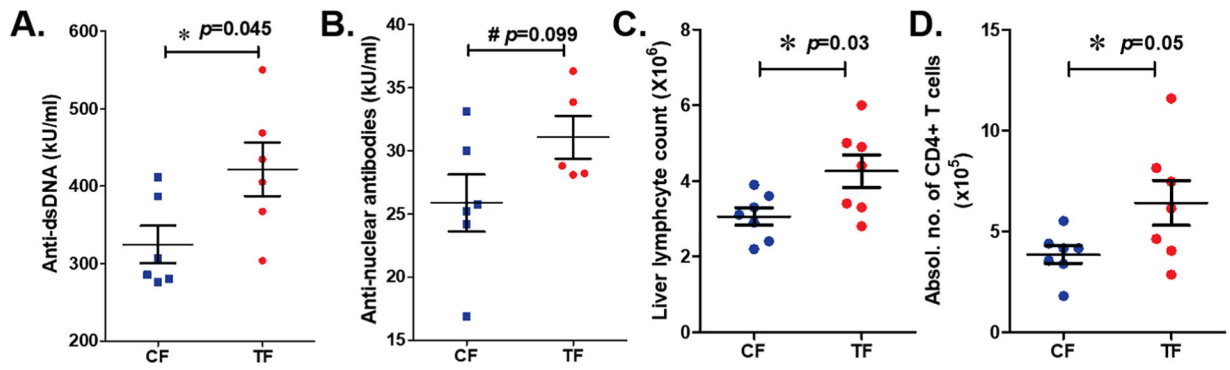 A.
* p=0.045
Anti-dsDNA (kU/ml)
600
500
400
300
200
CF
TF
B.
# p=0.099
Anti-nuclear antibodies (kU/ml)
40
35
30
25
20
15
CF
TF
C.
* p=0.03
Liver lymphcyte count (X10⁶)
8
6
4
2
0
CF
TF
D.
* p=0.05
Absol. no. of CD4+ T cells
(x10⁵)
15
10
5
0
CF
TF